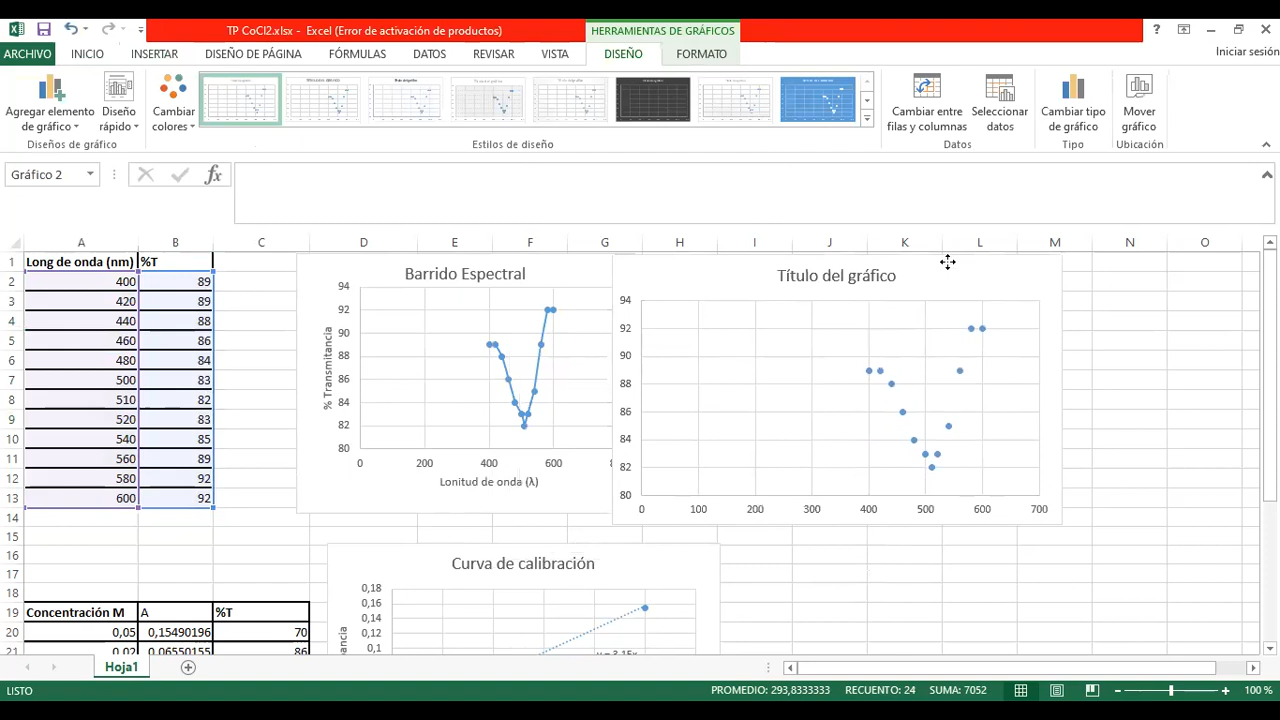 TP CoCl2.xlsx - Excel (Error de activación de productos)
HERRAMIENTAS DE GRÁFICOS
ARCHIVO INICIO INSERTAR DISEÑO DE PÁGINA FÓRMULAS DATOS REVISAR VISTA DISEÑO FORMATO Iniciar sesión
Agregar elemento de gráfico
Diseño rápido
Cambiar colores
Cambiar entre filas y columnas
Seleccionar datos
Cambiar tipo de gráfico
Mover gráfico
Diseños de gráfico Estilos de diseño Datos Tipo Ubicación
Gráfico 2 fx
A B C D E F G H I J K L M N O
1 Long de onda (nm) %T
2 400 89
3 420 89
4 440 88
5 460 86
6 480 84
7 500 83
8 510 82
9 520 83
10 540 85
11 560 89
12 580 92
13 600 92
14
15
16
17
18
19 Concentración M A %T
20 0,05 0,15490196 70
21 0,02 0,06550155 86
Barrido Espectral
94
92
90
88
86
84
82
80
0 200 400 600
% Transmitancia
Lonitud de onda (λ)
Título del gráfico
94
92
90
88
86
84
82
80
0 100 200 300 400 500 600 700
Curva de calibración
0,18
0,16
0,14
0,12
0,1
Hoja1
LISTO PROMEDIO: 293,8333333 RECUENTO: 24 SUMA: 7052 100 %